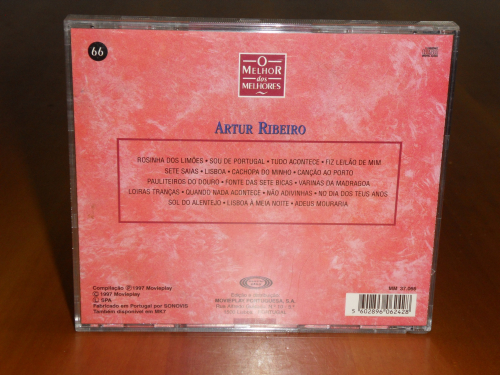 66
O
MELHOR
dos
MELHORES
ARTUR RIBEIRO
ROSINHA DOS LIMÕES • SOU DE PORTUGAL • TUDO ACONTECE • FIZ LEILÃO DE MIM
SETE SAIAS • LISBOA • CACHOPA DO MINHO • CANÇÃO AO PORTO
PAULITEIROS DO DOURO • FONTE DAS SETE BICAS • VARINAS DA MADRAGOA
LOIRAS TRANÇAS • QUANDO NADA ACONTECE • NÃO ADIVINHAS • NO DIA DOS TEUS ANOS
SOL DO ALENTEJO • LISBOA À MEIA NOITE • ADEUS MOURARIA
Compilação ℗ 1997 Movieplay
© 1997 Movieplay
SPA
Fabricado em Portugal por SONOVIS
Também disponível em MK7
MOVIEPLAY PORTUGUESA, S.A.
MM 37.066
5 602896 062428